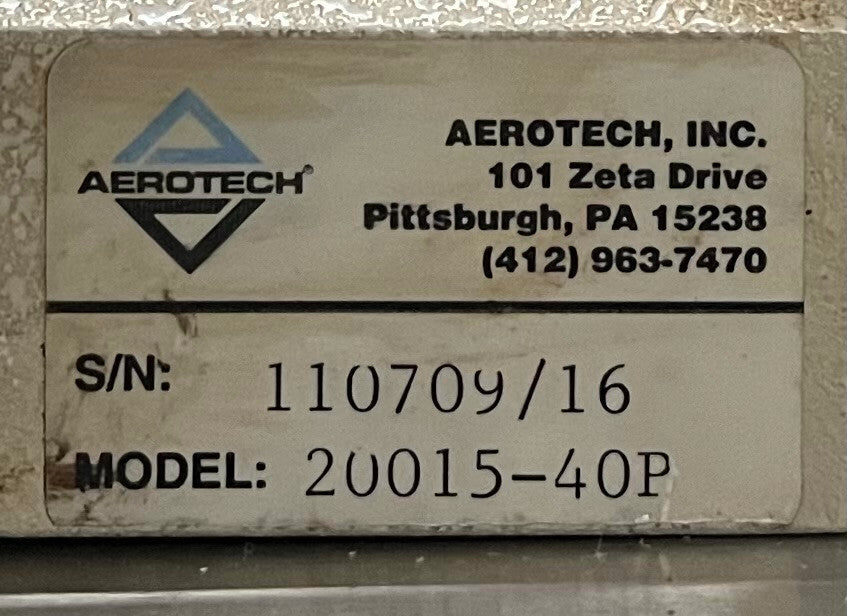 AEROTECH®
AEROTECH, INC.
101 Zeta Drive
Pittsburgh, PA 15238
(412) 963-7470
S/N: 110709/16
MODEL: 20015-40P